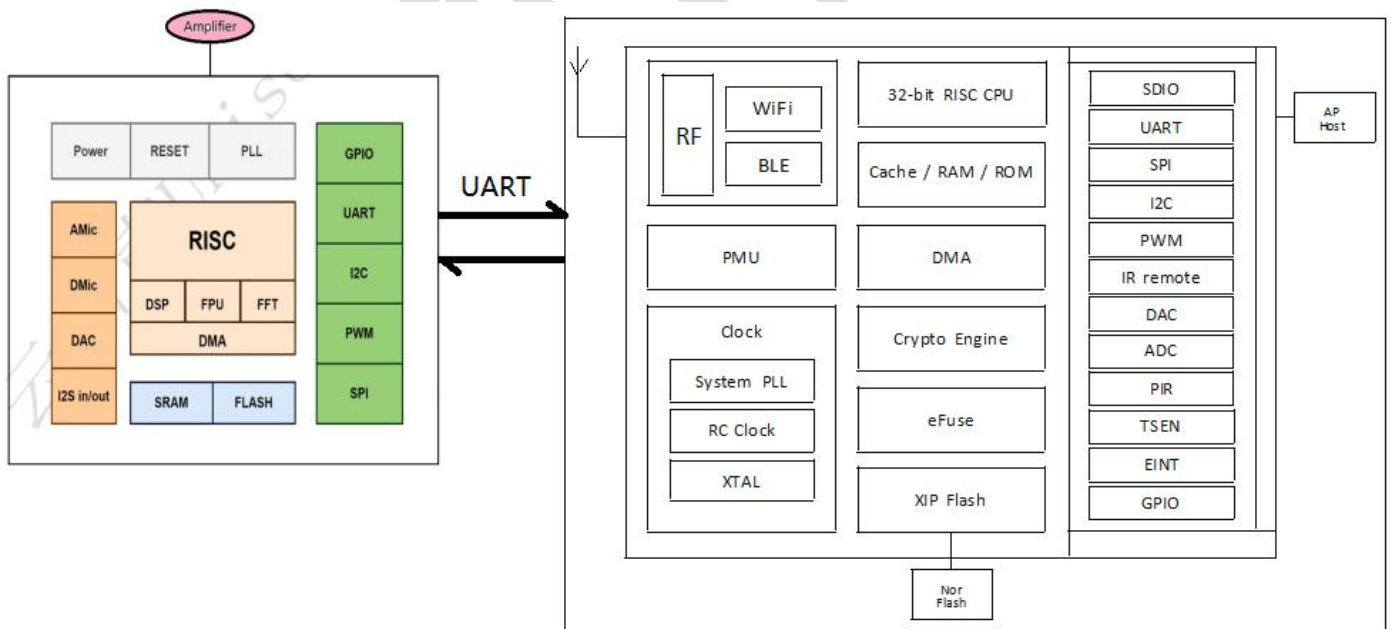 Amplifier
Power
RESET
PLL
AMic
DMic
DAC
I2S in/out
RISC
DSP
FPU
FFT
DMA
SRAM
FLASH
GPIO
UART
I2C
PWM
SPI
UART
RF
WiFi
BLE
PMU
Clock
System PLL
RC Clock
XTAL
32-bit RISC CPU
Cache / RAM / ROM
DMA
Crypto Engine
eFuse
XIP Flash
Nor
Flash
SDIO
UART
SPI
I2C
PWM
IR remote
DAC
ADC
PIR
TSEN
EINT
GPIO
AP
Host